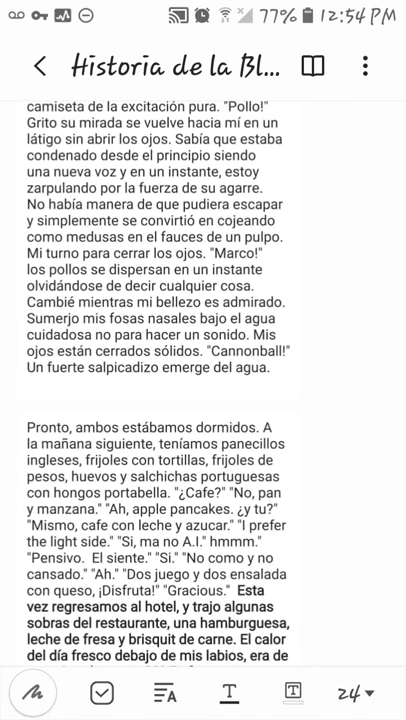 77% 12:54 PM
Historia de la Bl...
camiseta de la excitación pura. "Pollo!"
Grito su mirada se vuelve hacia mí en un
látigo sin abrir los ojos. Sabía que estaba
condenado desde el principio siendo
una nueva voz y en un instante, estoy
zarpulando por la fuerza de su agarre.
No había manera de que pudiera escapar
y simplemente se convirtió en cojeando
como medusas en el fauces de un pulpo.
Mi turno para cerrar los ojos. "Marco!"
los pollos se dispersan en un instante
olvidándose de decir cualquier cosa.
Cambié mientras mi bellezo es admirado.
Sumerjo mis fosas nasales bajo el agua
cuidadosa no para hacer un sonido. Mis
ojos están cerrados sólidos. "Cannonball!"
Un fuerte salpicadizo emerge del agua.
Pronto, ambos estábamos dormidos. A
la mañana siguiente, teníamos panecillos
ingleses, frijoles con tortillas, frijoles de
pesos, huevos y salchichas portuguesas
con hongos portabella. "¿Cafe?" "No, pan
y manzana." "Ah, apple pancakes. ¿y tu?"
"Mismo, cafe con leche y azucar." "I prefer
the light side." "Si, ma no A.I." hmmm."
"Pensivo. El siente." "Si." "No como y no
cansado." "Ah." "Dos juego y dos ensalada
con queso, ¡Disfruta!" "Gracious." Esta
vez regresamos al hotel, y trajo algunas
sobras del restaurante, una hamburguesa,
leche de fresa y brisquit de carne. El calor
del día fresco debajo de mis labios, era de
T T 24